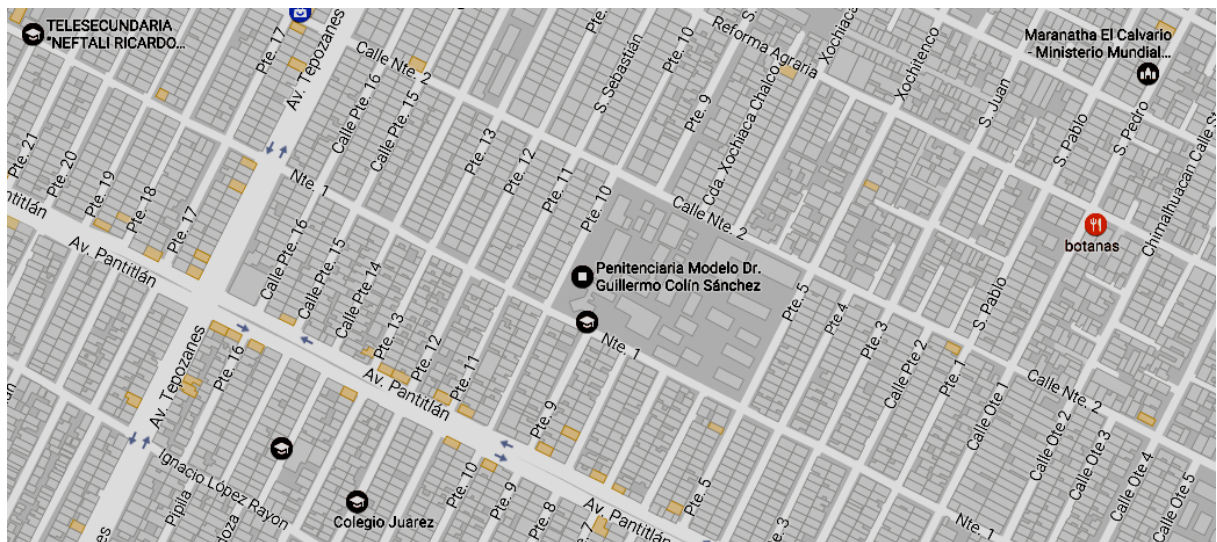 TELESECUNDARIA
"NEFTALI RICARDO...
Pte. 17
Av. Tepozanes
Calle Nte. 2
Calle Pte. 16
Calle Pte. 15
Pte. 13
Pte. 12
Pte. 11
Pte. 10
S. Sebastián
Pte.
Pte. 10
Pte. 9
Reforma Agraria
Cda. Xochiaca Chalco
Xochiaca
Xochitenco
S. Juan
S. Pablo
S. Pedro
Maranatha El Calvario
- Ministerio Mundial...
Chimalhuacan Calle St
botanas
Pte. 21
Pte. 20
Pte. 19
Pte. 18
Pte. 17
Pantitlán
Av. Pantitlán
Nte. 1
Calle Pte. 16
Calle Pte. 15
Calle Pte. 14
Pte. 13
Pte. 12
Pte. 11
Calle Nte. 2
Penitenciaria Modelo Dr.
Guillermo Colín Sánchez
Nte. 1
Pte. 5
Pte 4
Pte. 3
Calle Pte 2
Pte. 1
S. Pablo
Calle Ote 1
Calle Nte. 2
Calle Ote 2
Calle Ote 3
Calle Ote 4
Calle Ote 5
Av. Tepozanes
Pte. 16
Av. Pantitlán
Pte. 9
Ignacio López Rayon
Pipila
Colegio Juarez
Pte. 10
Pte. 9
Pte. 8
Av. Pantitlán
Pte. 5
Nte. 1